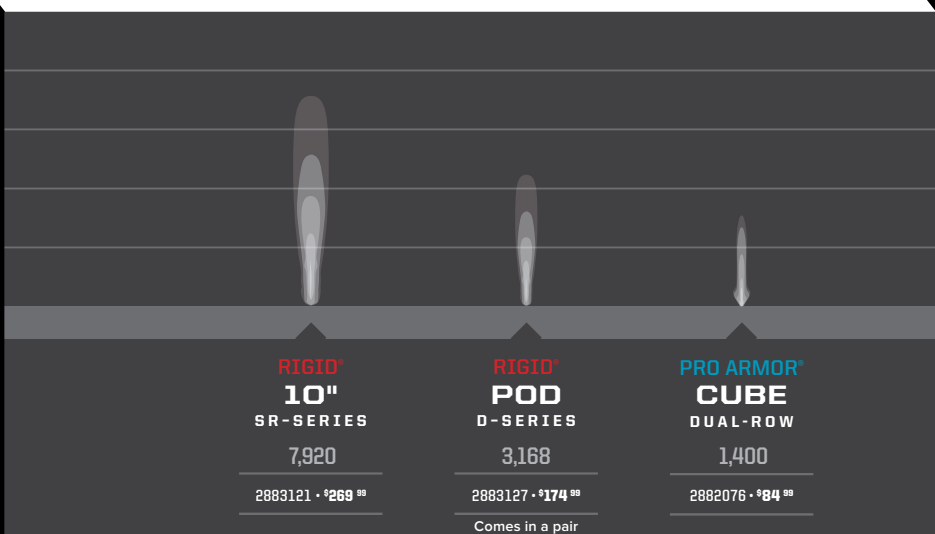 RIGID®
10"
SR-SERIES
7,920
2883121 • $269 99
RIGID®
POD
D-SERIES
3,168
2883127 • $174 99
Comes in a pair
PRO ARMOR®
CUBE
DUAL-ROW
1,400
2882076 • $84 99